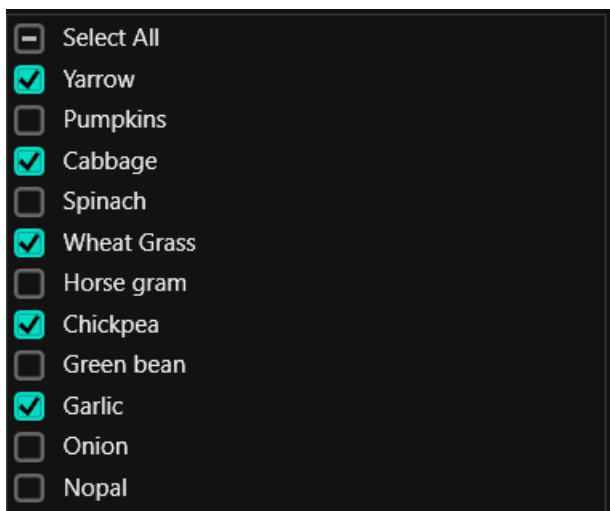 Select All
Yarrow
Pumpkins
Cabbage
Spinach
Wheat Grass
Horse gram
Chickpea
Green bean
Garlic
Onion
Nopal